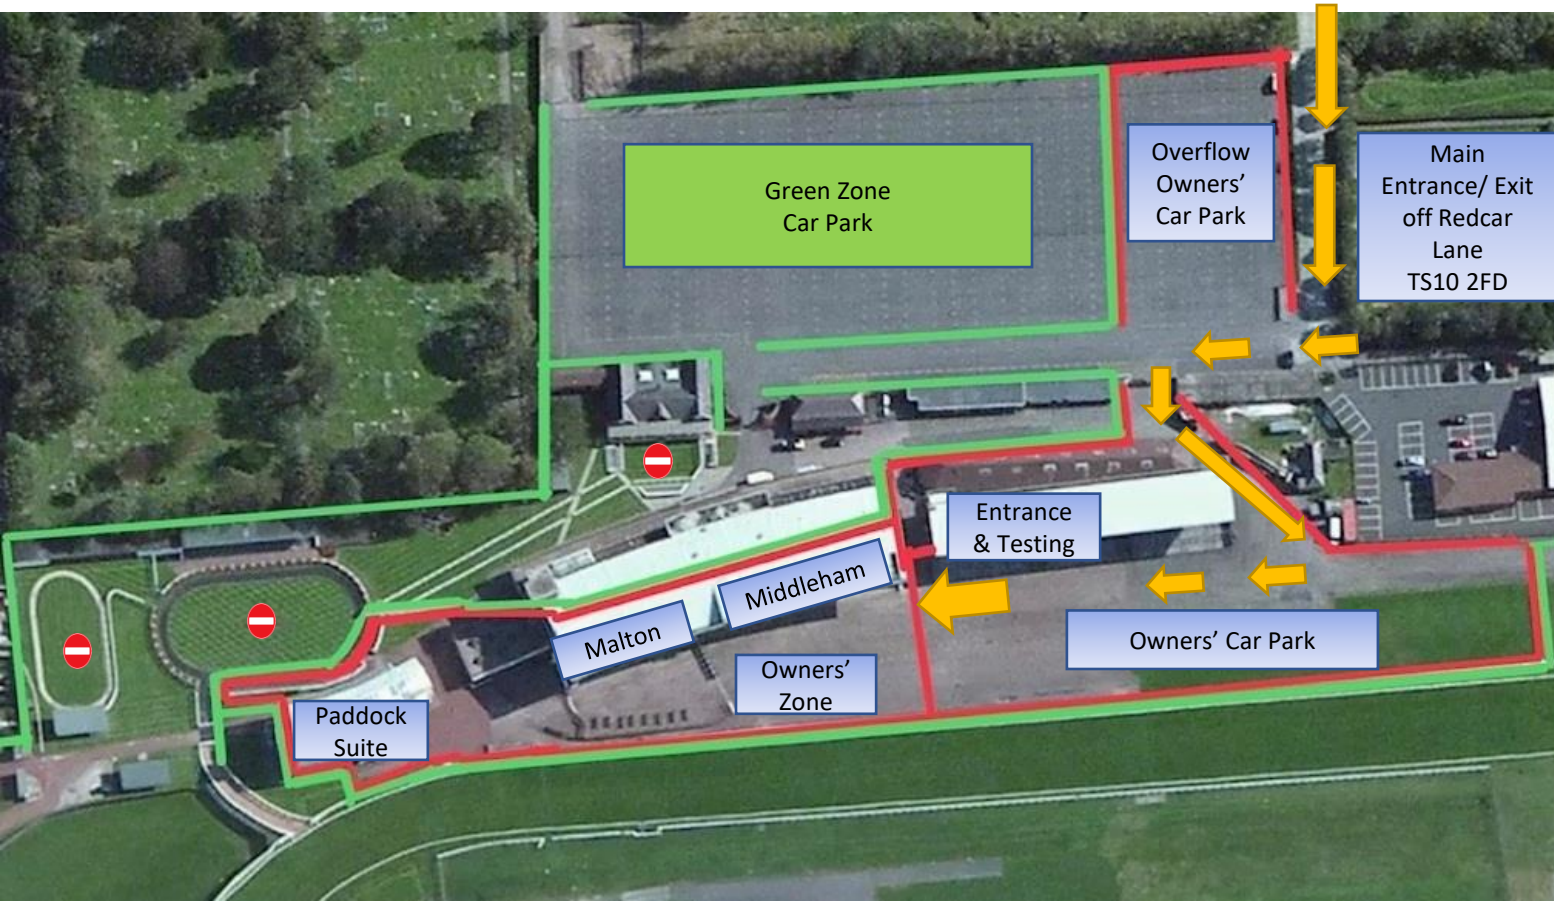 Green Zone
Car Park
Overflow
Owners'
Car Park
Main
Entrance/ Exit
off Redcar
Lane
TS10 2FD
Entrance
& Testing
Middleham
Malton
Owners' Car Park
Owners'
Zone
Paddock
Suite